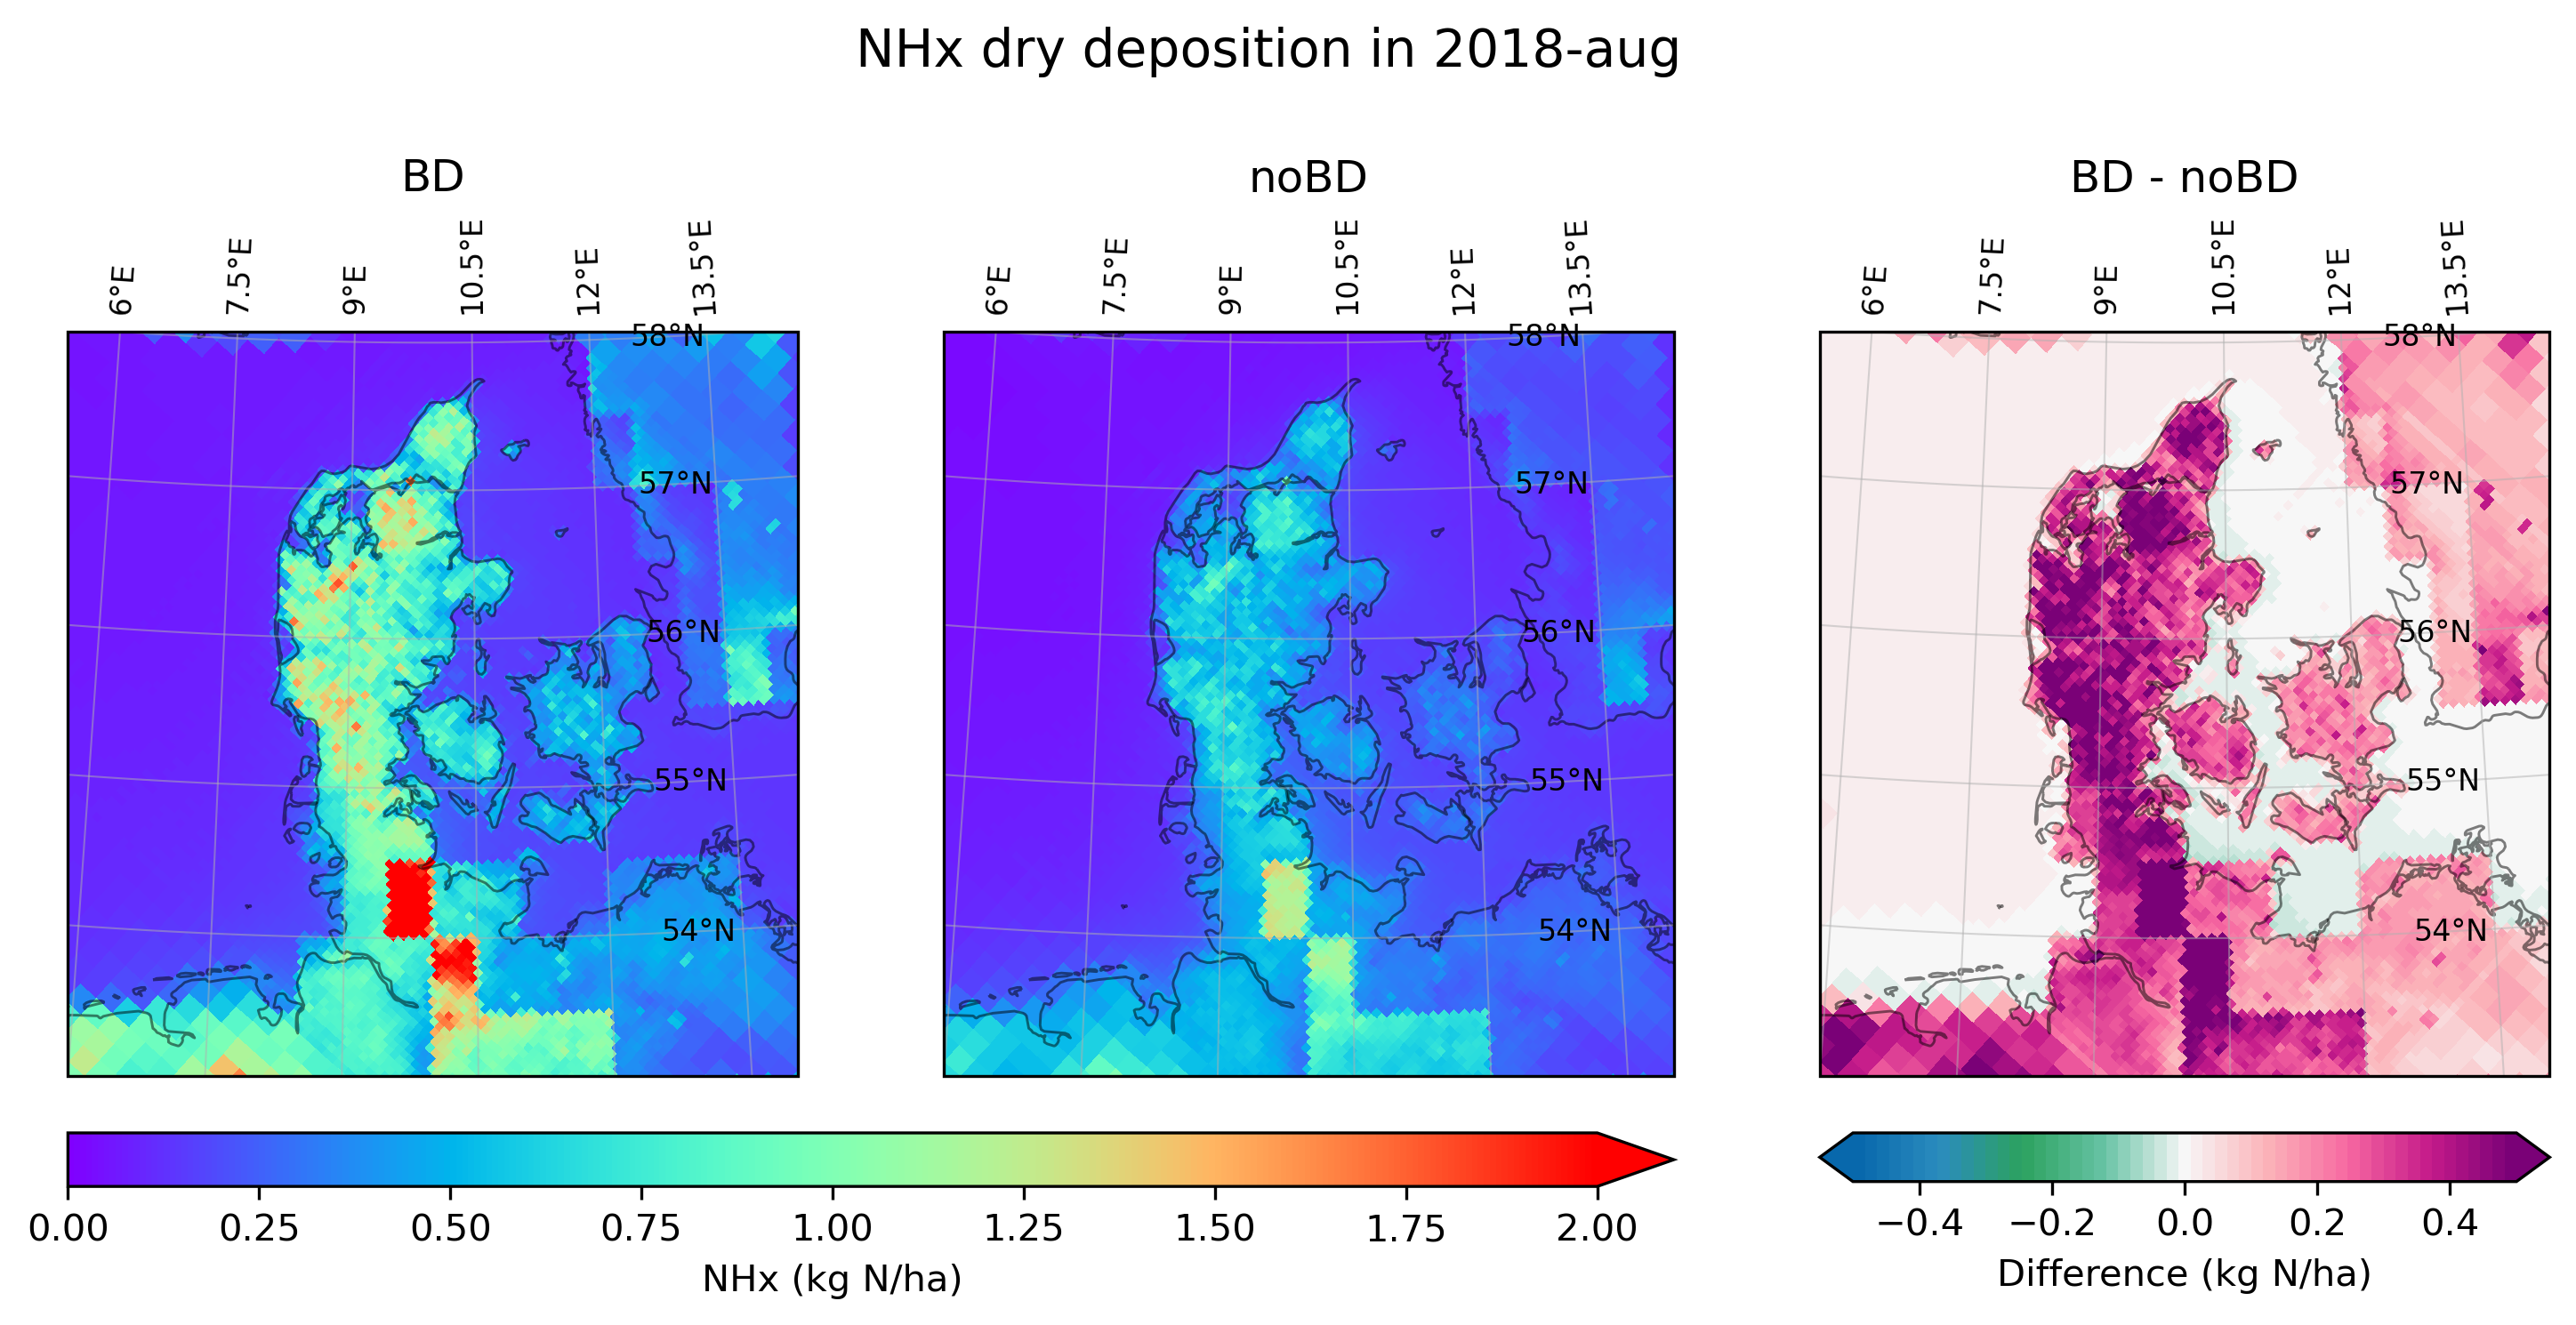 NHx dry deposition in 2018-aug
BD
noBD
BD - noBD
6°E 7.5°E 9°E 10.5°E 12°E 13.5°E
6°E 7.5°E 9°E 10.5°E 12°E 13.5°E
6°E 7.5°E 9°E 10.5°E 12°E 13.5°E
58°N 58°N 58°N
57°N 57°N 57°N
56°N 56°N 56°N
55°N 55°N 55°N
54°N 54°N 54°N
0.00 0.25 0.50 0.75 1.00 1.25 1.50 1.75 2.00
NHx (kg N/ha)
−0.4 −0.2 0.0 0.2 0.4
Difference (kg N/ha)